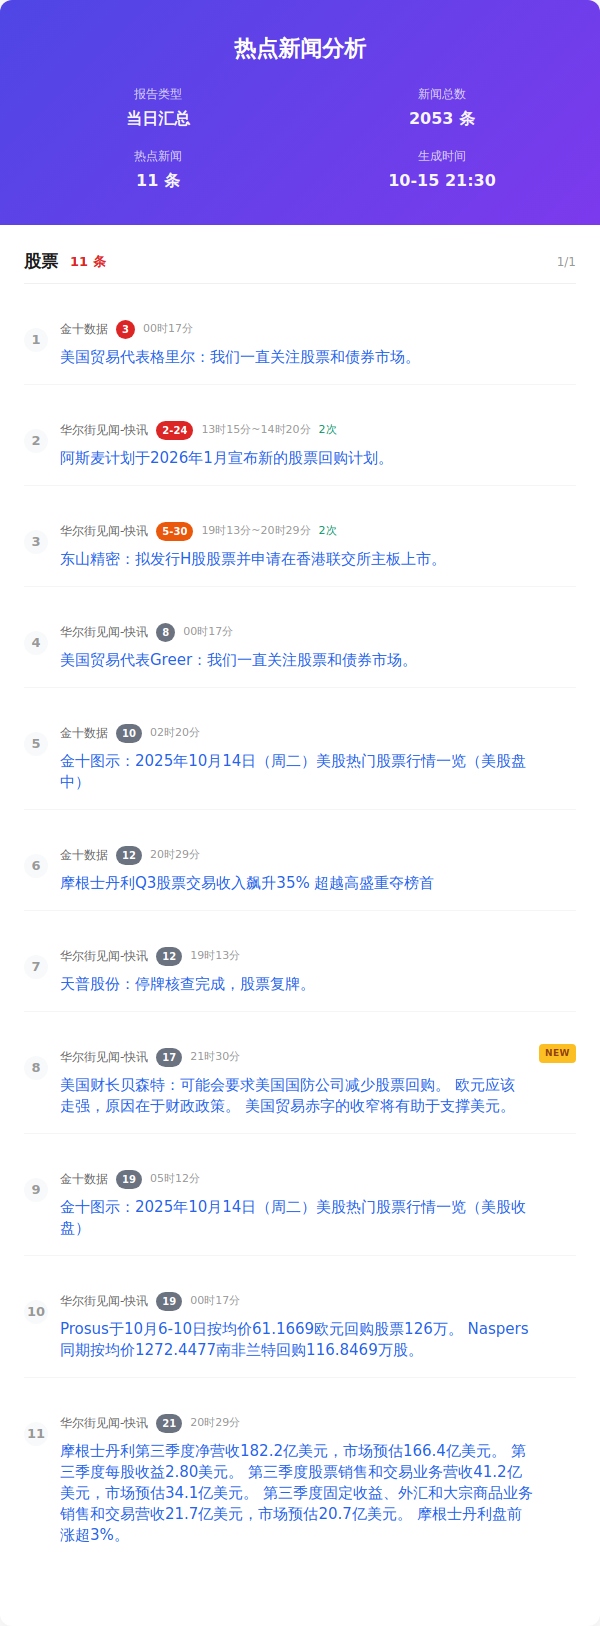 热点新闻分析
报告类型
新闻总数
当日汇总
2053 条
热点新闻
生成时间
11 条
10-15 21:30
股票 11 条 1/1
1 金十数据 3 00时17分
美国贸易代表格里尔：我们一直关注股票和债券市场。
2 华尔街见闻-快讯 2-24 13时15分~14时20分 2次
阿斯麦计划于2026年1月宣布新的股票回购计划。
3 华尔街见闻-快讯 5-30 19时13分~20时29分 2次
东山精密：拟发行H股股票并申请在香港联交所主板上市。
4 华尔街见闻-快讯 8 00时17分
美国贸易代表Greer：我们一直关注股票和债券市场。
5 金十数据 10 02时20分
金十图示：2025年10月14日（周二）美股热门股票行情一览（美股盘
中）
6 金十数据 12 20时29分
摩根士丹利Q3股票交易收入飙升35% 超越高盛重夺榜首
7 华尔街见闻-快讯 12 19时13分
天普股份：停牌核查完成，股票复牌。
8 华尔街见闻-快讯 17 21时30分 NEW
美国财长贝森特：可能会要求美国国防公司减少股票回购。 欧元应该
走强，原因在于财政政策。 美国贸易赤字的收窄将有助于支撑美元。
9 金十数据 19 05时12分
金十图示：2025年10月14日（周二）美股热门股票行情一览（美股收
盘）
10 华尔街见闻-快讯 19 00时17分
Prosus于10月6-10日按均价61.1669欧元回购股票126万。 Naspers
同期按均价1272.4477南非兰特回购116.8469万股。
11 华尔街见闻-快讯 21 20时29分
摩根士丹利第三季度净营收182.2亿美元，市场预估166.4亿美元。 第
三季度每股收益2.80美元。 第三季度股票销售和交易业务营收41.2亿
美元，市场预估34.1亿美元。 第三季度固定收益、外汇和大宗商品业务
销售和交易营收21.7亿美元，市场预估20.7亿美元。 摩根士丹利盘前
涨超3%。